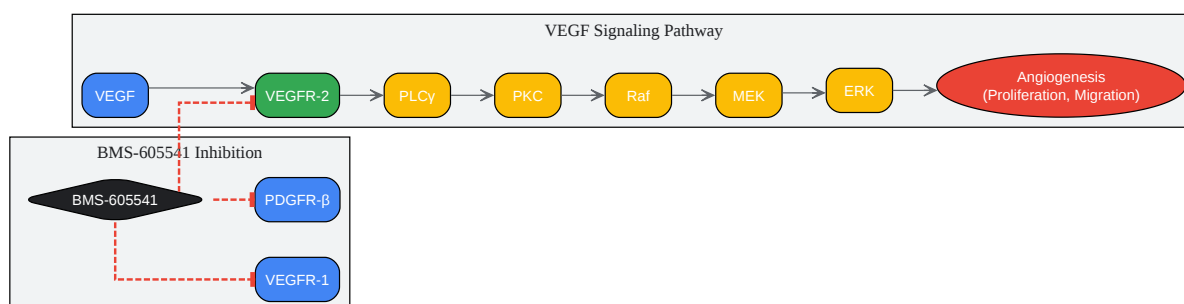 VEGF Signaling Pathway
VEGF
VEGFR-2
PLCγ
PKC
Raf
MEK
ERK
Angiogenesis
(Proliferation, Migration)
BMS-605541 Inhibition
BMS-605541
PDGFR-β
VEGFR-1